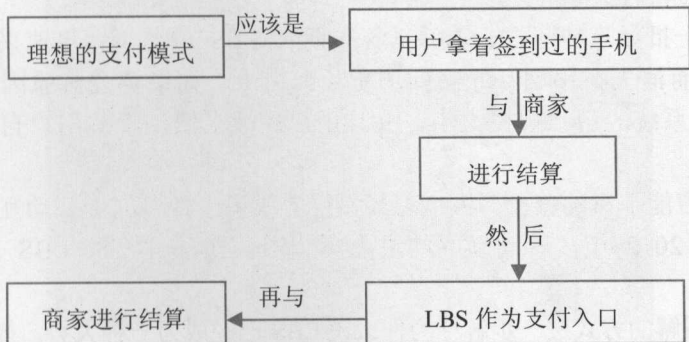 理想的支付模式
应该是
用户拿着签到过的手机
与商家
进行结算
然后
LBS 作为支付入口
再与
商家进行结算